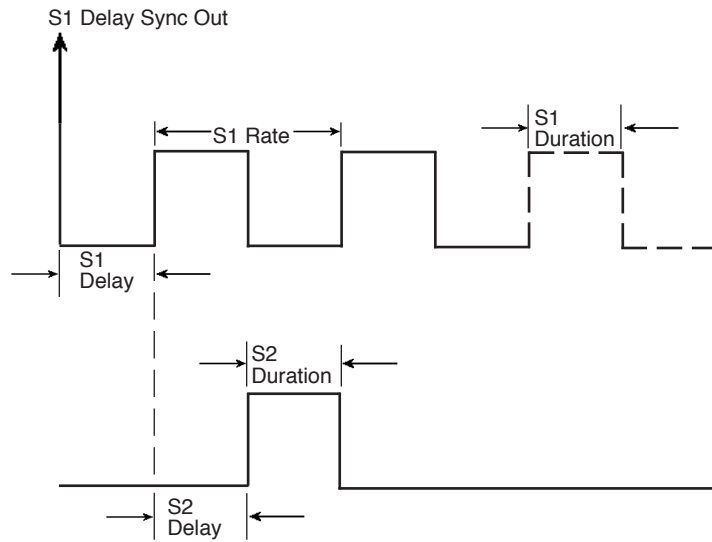 S1 Delay Sync Out
S1 Rate
S1
Duration
S1
Delay
S2
Duration
S2
Delay